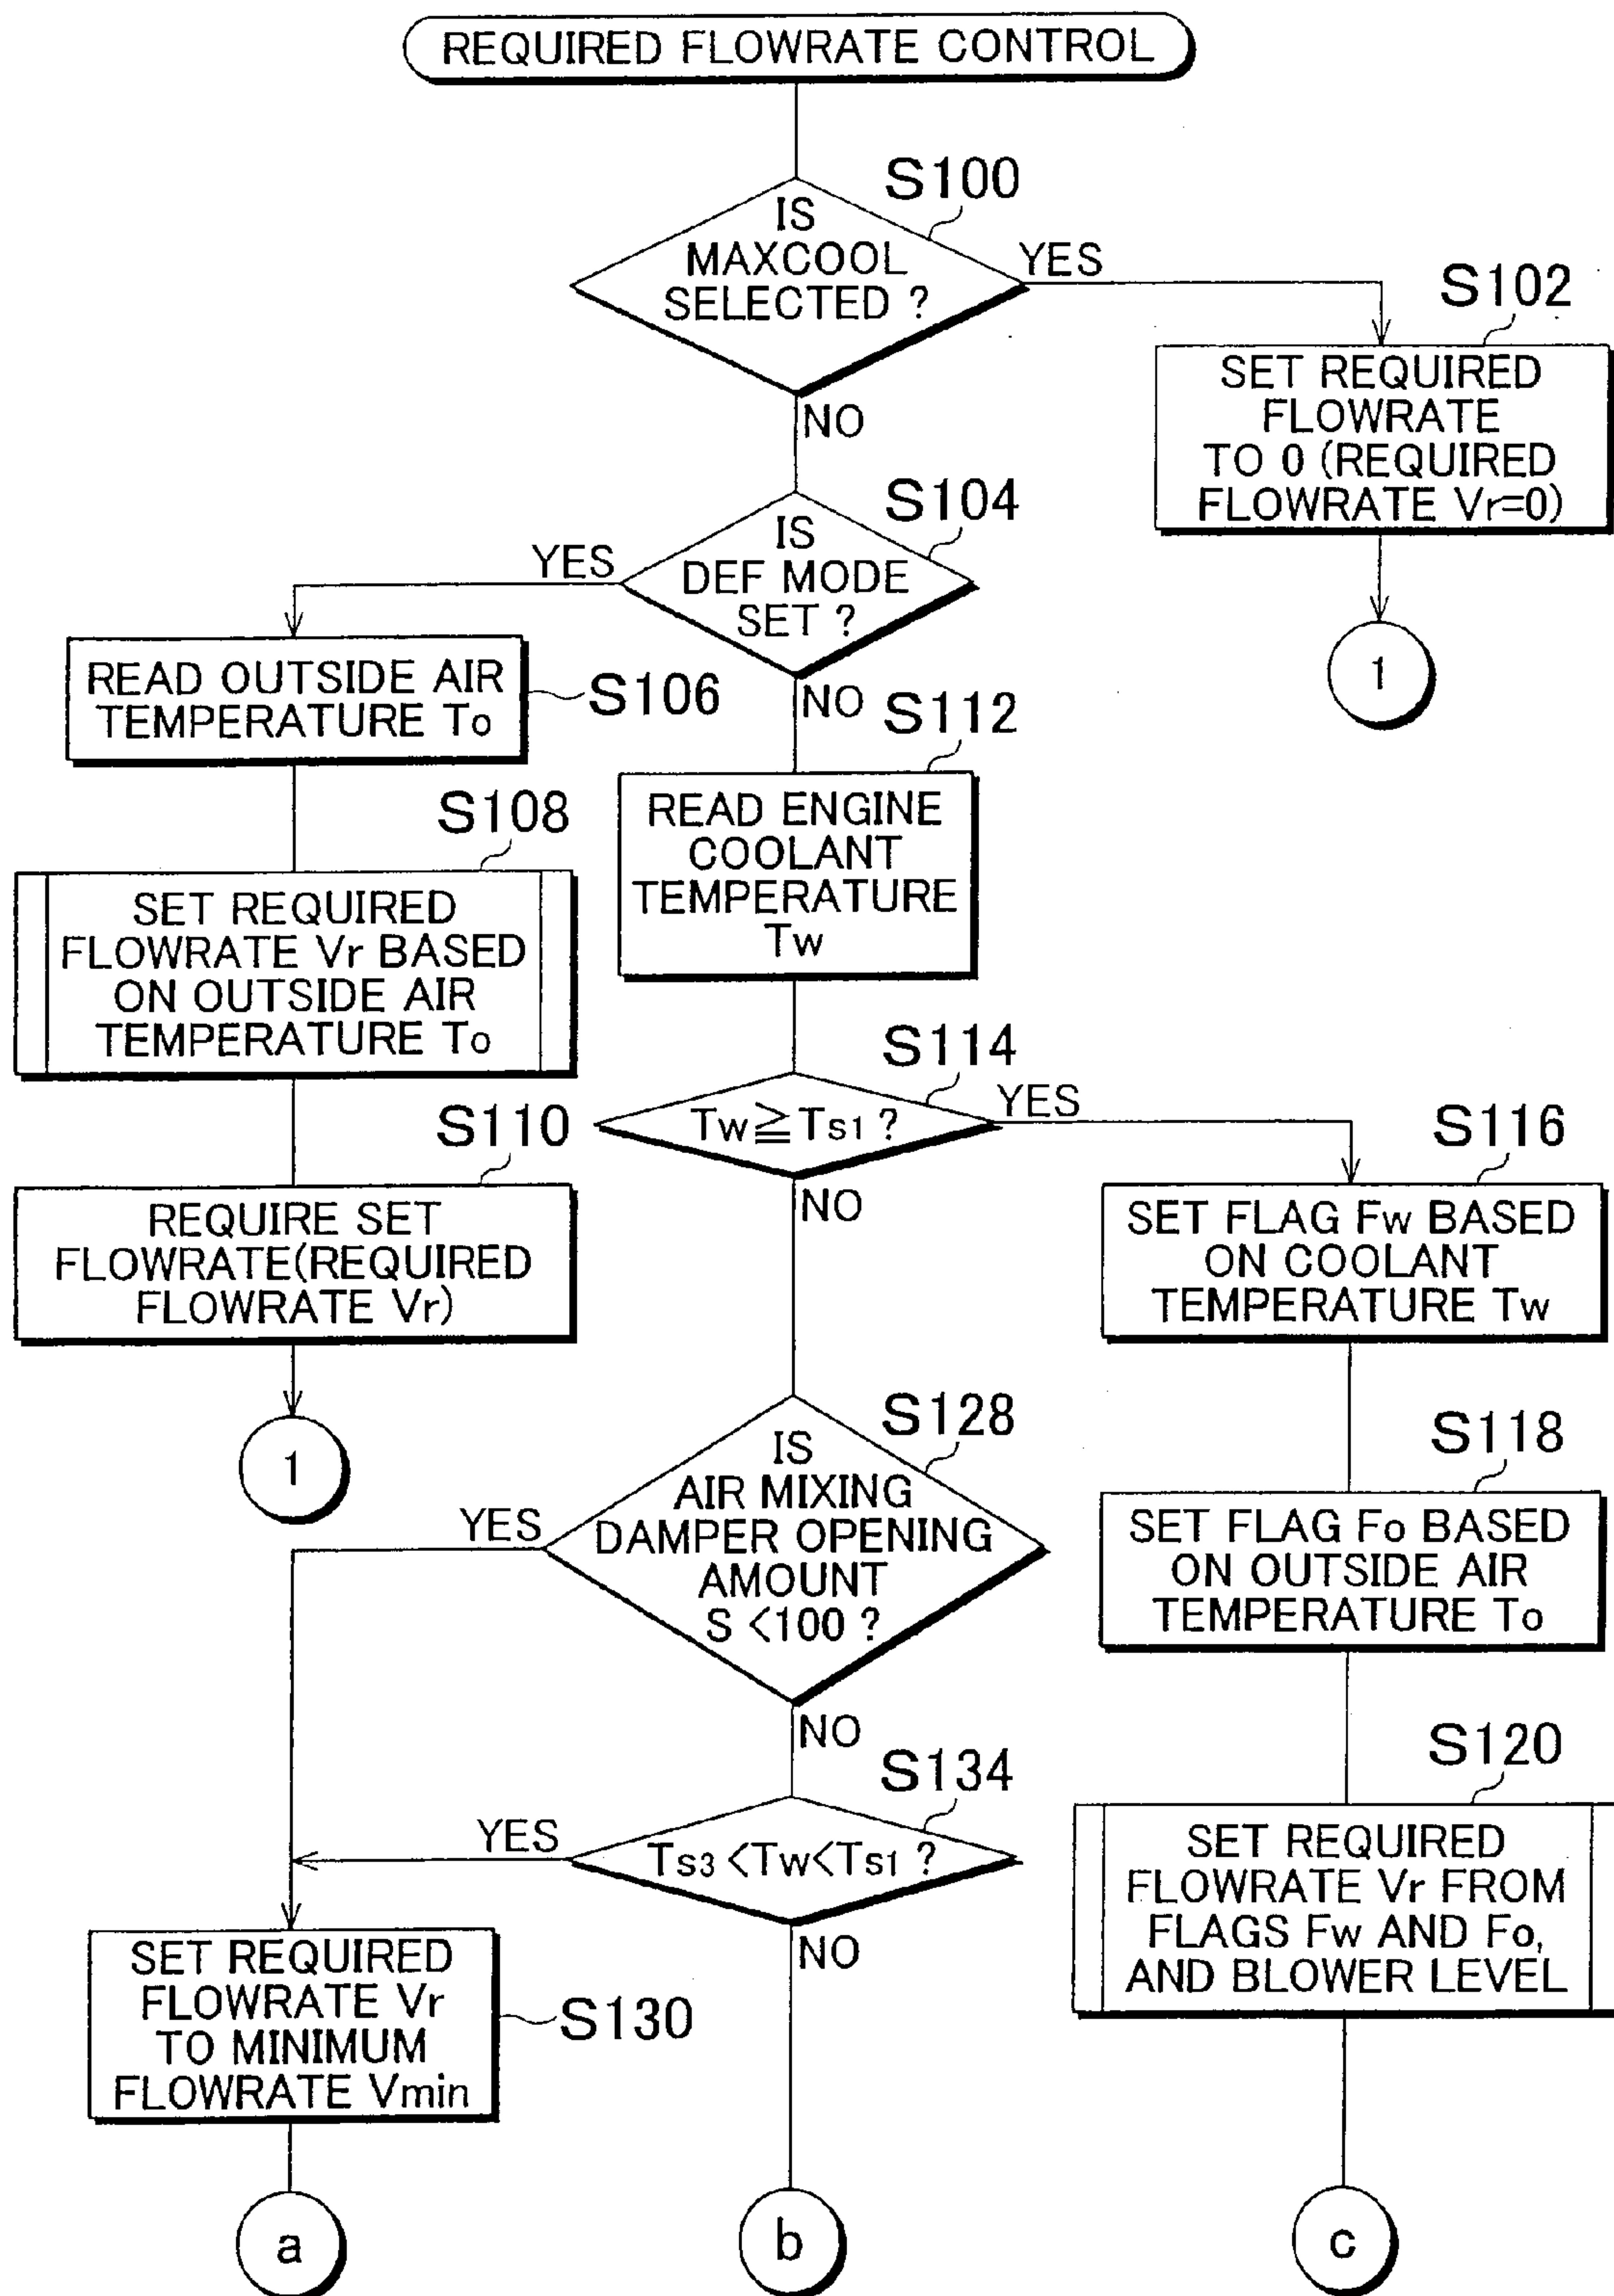 REQUIRED FLOWRATE CONTROL
S100
IS
MAXCOOL
SELECTED ?
YES
NO
S102
SET REQUIRED
FLOWRATE
TO 0 (REQUIRED
FLOWRATE Vr=0)
1
S104
IS
DEF MODE
SET ?
YES
NO
READ OUTSIDE AIR
TEMPERATURE To
S106
S108
SET REQUIRED
FLOWRATE Vr BASED
ON OUTSIDE AIR
TEMPERATURE To
S110
REQUIRE SET
FLOWRATE(REQUIRED
FLOWRATE Vr)
1
S112
READ ENGINE
COOLANT
TEMPERATURE
Tw
S114
Tw≧Ts1 ?
YES
NO
S116
SET FLAG Fw BASED
ON COOLANT
TEMPERATURE Tw
S118
SET FLAG Fo BASED
ON OUTSIDE AIR
TEMPERATURE To
S120
SET REQUIRED
FLOWRATE Vr FROM
FLAGS Fw AND Fo,
AND BLOWER LEVEL
S128
IS
AIR MIXING
DAMPER OPENING
AMOUNT
S <100 ?
YES
NO
S134
Ts3 <Tw<Ts1 ?
YES
NO
SET REQUIRED
FLOWRATE Vr
TO MINIMUM
FLOWRATE Vmin
S130
a
b
c